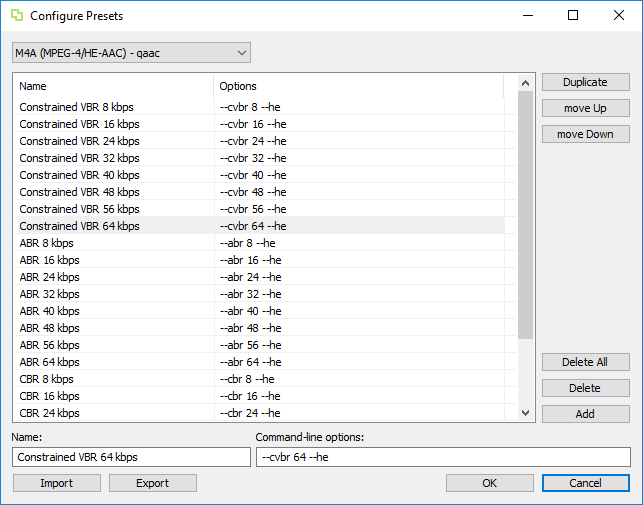 Configure Presets
M4A (MPEG-4/HE-AAC) - qaac
Name Options
Constrained VBR 8 kbps --cvbr 8 --he
Constrained VBR 16 kbps --cvbr 16 --he
Constrained VBR 24 kbps --cvbr 24 --he
Constrained VBR 32 kbps --cvbr 32 --he
Constrained VBR 40 kbps --cvbr 40 --he
Constrained VBR 48 kbps --cvbr 48 --he
Constrained VBR 56 kbps --cvbr 56 --he
Constrained VBR 64 kbps --cvbr 64 --he
ABR 8 kbps --abr 8 --he
ABR 16 kbps --abr 16 --he
ABR 24 kbps --abr 24 --he
ABR 32 kbps --abr 32 --he
ABR 40 kbps --abr 40 --he
ABR 48 kbps --abr 48 --he
ABR 56 kbps --abr 56 --he
ABR 64 kbps --abr 64 --he
CBR 8 kbps --cbr 8 --he
CBR 16 kbps --cbr 16 --he
CBR 24 kbps --cbr 24 --he
Duplicate
move Up
move Down
Delete All
Delete
Add
Name: Command-line options:
Constrained VBR 64 kbps --cvbr 64 --he
Import Export OK Cancel